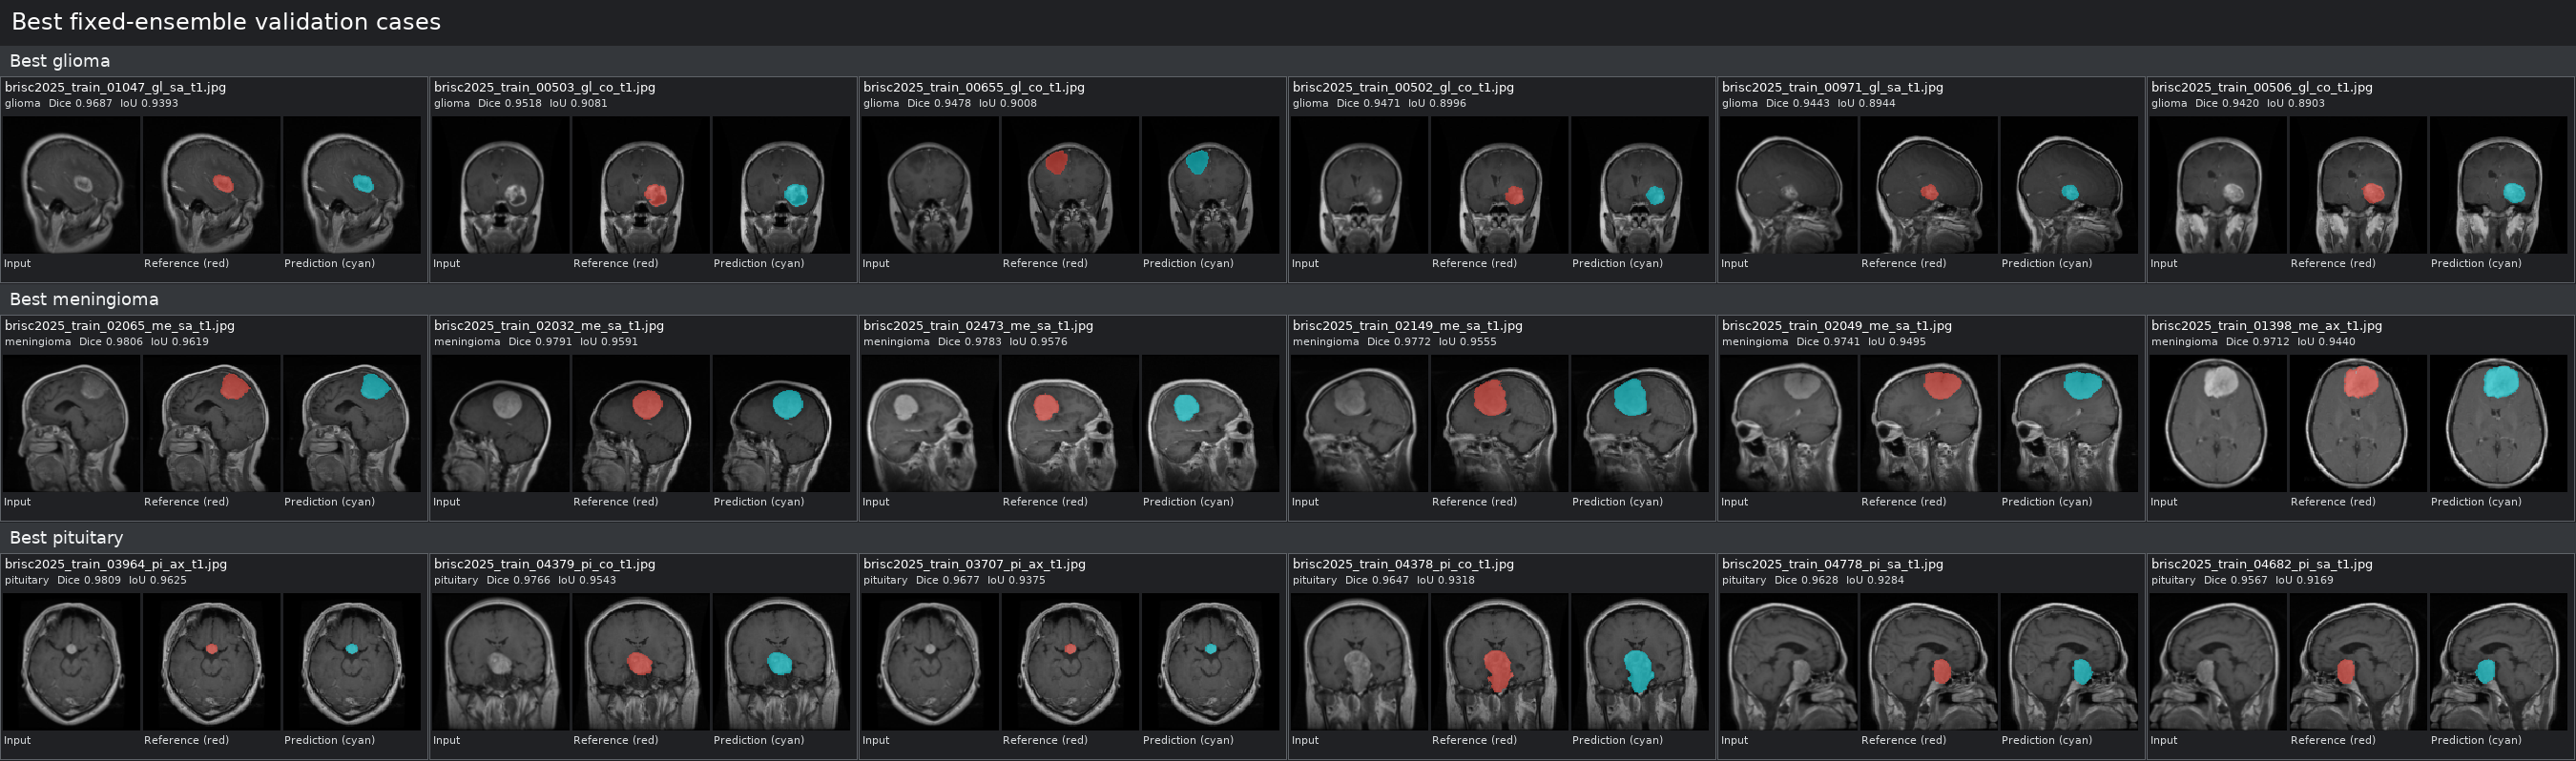 Best fixed-ensemble validation cases
Best glioma
brisc2025_train_01047_gl_sa_t1.jpg
glioma Dice 0.9687 IoU 0.9393
Input Reference (red) Prediction (cyan)
brisc2025_train_00503_gl_co_t1.jpg
glioma Dice 0.9518 IoU 0.9081
Input Reference (red) Prediction (cyan)
brisc2025_train_00655_gl_co_t1.jpg
glioma Dice 0.9478 IoU 0.9008
Input Reference (red) Prediction (cyan)
brisc2025_train_00502_gl_co_t1.jpg
glioma Dice 0.9471 IoU 0.8996
Input Reference (red) Prediction (cyan)
brisc2025_train_00971_gl_sa_t1.jpg
glioma Dice 0.9443 IoU 0.8944
Input Reference (red) Prediction (cyan)
brisc2025_train_00506_gl_co_t1.jpg
glioma Dice 0.9420 IoU 0.8903
Input Reference (red) Prediction (cyan)
Best meningioma
brisc2025_train_02065_me_sa_t1.jpg
meningioma Dice 0.9806 IoU 0.9619
Input Reference (red) Prediction (cyan)
brisc2025_train_02032_me_sa_t1.jpg
meningioma Dice 0.9791 IoU 0.9591
Input Reference (red) Prediction (cyan)
brisc2025_train_02473_me_sa_t1.jpg
meningioma Dice 0.9783 IoU 0.9576
Input Reference (red) Prediction (cyan)
brisc2025_train_02149_me_sa_t1.jpg
meningioma Dice 0.9772 IoU 0.9555
Input Reference (red) Prediction (cyan)
brisc2025_train_02049_me_sa_t1.jpg
meningioma Dice 0.9741 IoU 0.9495
Input Reference (red) Prediction (cyan)
brisc2025_train_01398_me_ax_t1.jpg
meningioma Dice 0.9712 IoU 0.9440
Input Reference (red) Prediction (cyan)
Best pituitary
brisc2025_train_03964_pi_ax_t1.jpg
pituitary Dice 0.9809 IoU 0.9625
Input Reference (red) Prediction (cyan)
brisc2025_train_04379_pi_co_t1.jpg
pituitary Dice 0.9766 IoU 0.9543
Input Reference (red) Prediction (cyan)
brisc2025_train_03707_pi_ax_t1.jpg
pituitary Dice 0.9677 IoU 0.9375
Input Reference (red) Prediction (cyan)
brisc2025_train_04378_pi_co_t1.jpg
pituitary Dice 0.9647 IoU 0.9318
Input Reference (red) Prediction (cyan)
brisc2025_train_04778_pi_sa_t1.jpg
pituitary Dice 0.9628 IoU 0.9284
Input Reference (red) Prediction (cyan)
brisc2025_train_04682_pi_sa_t1.jpg
pituitary Dice 0.9567 IoU 0.9169
Input Reference (red) Prediction (cyan)